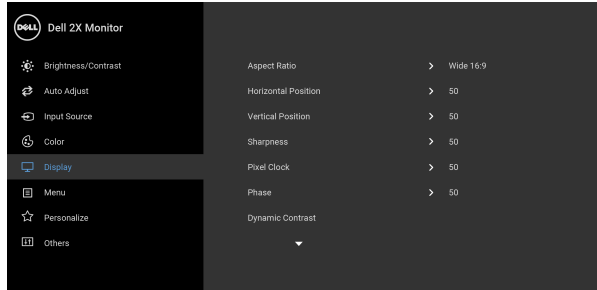 DELL
Dell 2X Monitor
Brightness/Contrast
Auto Adjust
Input Source
Color
Display
Menu
Personalize
Others
Aspect Ratio Wide 16:9
Horizontal Position 50
Vertical Position 50
Sharpness 50
Pixel Clock 50
Phase 50
Dynamic Contrast